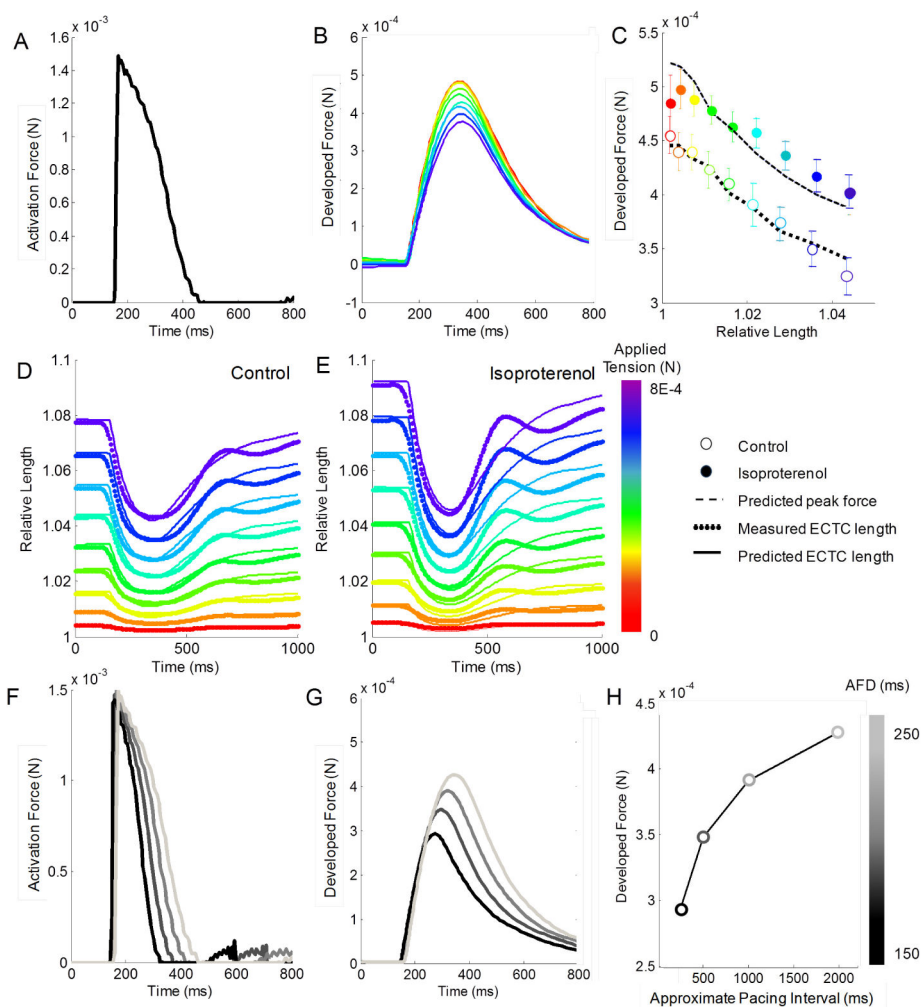 A
x 10⁻³
1.6
1.4
1.2
1
0.8
0.6
0.4
0.2
0
0 200 400 600 800
Activation Force (N)
Time (ms)
B
x 10⁻⁴
6
5
4
3
2
1
0
-1
0 200 400 600 800
Developed Force (N)
Time (ms)
C
x 10⁻⁴
5.5
5
4.5
4
3.5
3
1 1.02 1.04
Developed Force (N)
Relative Length
D
Control
1.1
1.08
1.06
1.04
1.02
1
0 500 1000
Relative Length
Time (ms)
E
Isoproterenol
1.1
1.08
1.06
1.04
1.02
1
0 500 1000
Relative Length
Time (ms)
Applied
Tension (N)
8E-4
0
Control
Isoproterenol
Predicted peak force
Measured ECTC length
Predicted ECTC length
F
x 10⁻³
1.5
1
0.5
0
0 200 400 600 800
Activation Force (N)
Time (ms)
G
x 10⁻⁴
6
5
4
3
2
1
0
0 200 400 600 800
Developed Force (N)
Time (ms)
H
x 10⁻⁴
4.5
4
3.5
3
2.5
500 1000 1500 2000
Developed Force (N)
Approximate Pacing Interval (ms)
AFD (ms)
250
150